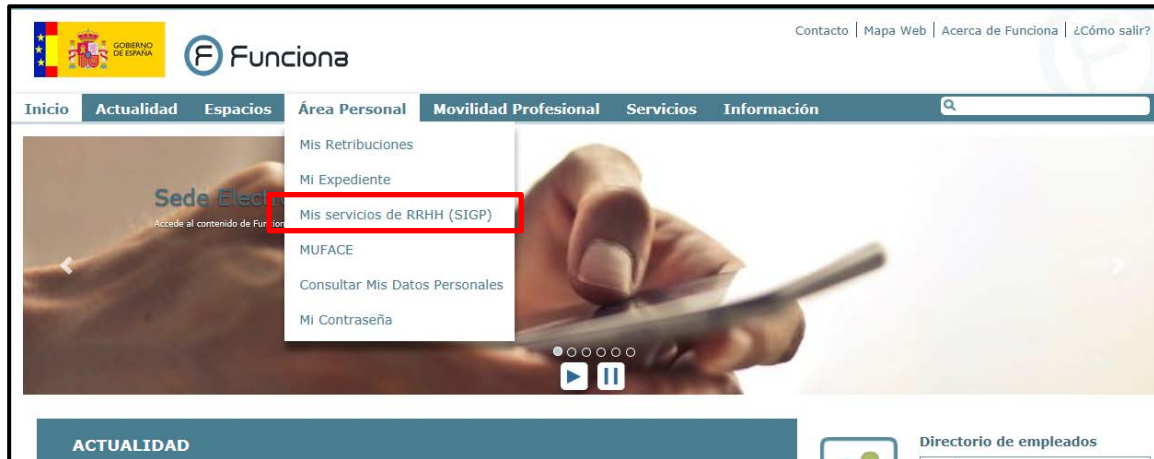 Contacto | Mapa Web | Acerca de Funciona | ¿Cómo salir?
GOBIERNO
DE ESPAÑA
F Funciona
Inicio Actualidad Espacios Área Personal Movilidad Profesional Servicios Información
Mis Retribuciones
Mi Expediente
Mis servicios de RRHH (SIGP)
MUFACE
Consultar Mis Datos Personales
Mi Contraseña
Sede
Accede al contenido de
ACTUALIDAD
Directorio de empleados